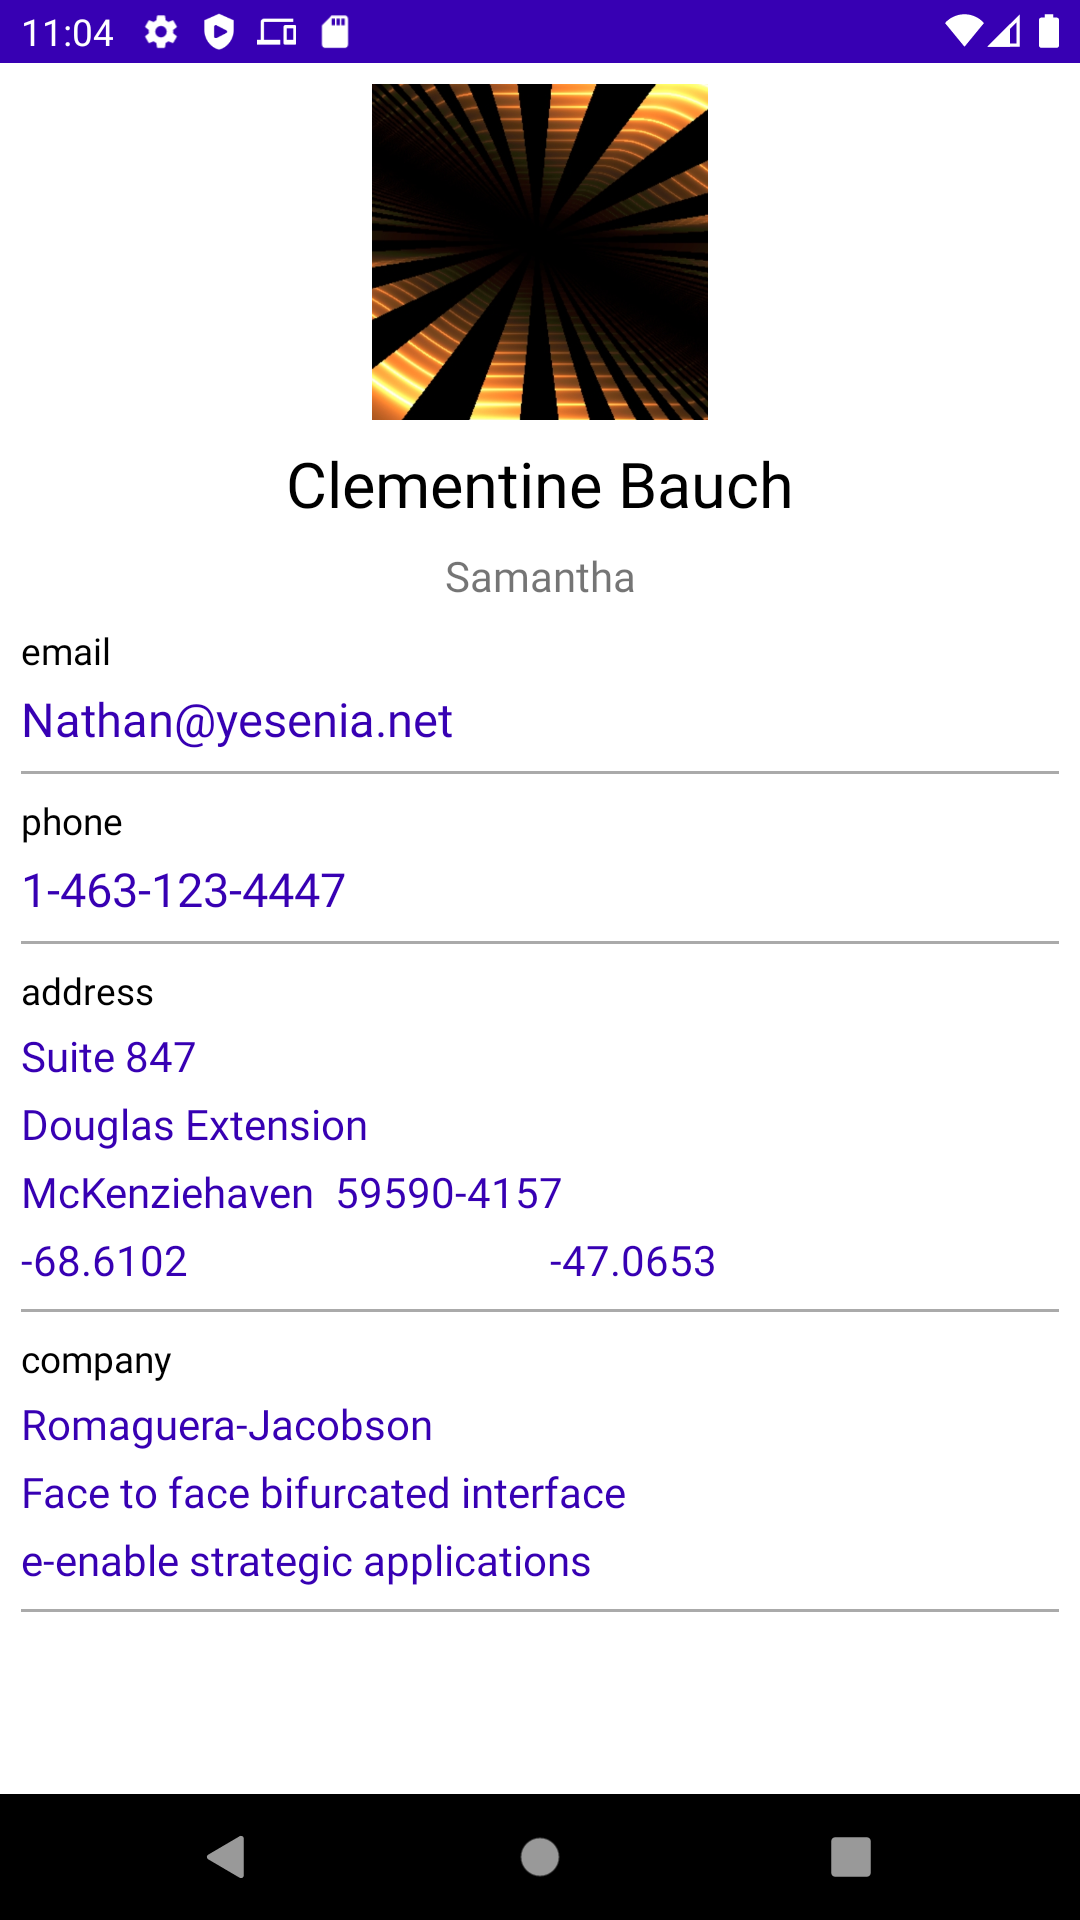 11:04
Clementine Bauch
Samantha
email
Nathan@yesenia.net
phone
1-463-123-4447
address
Suite 847
Douglas Extension
McKenziehaven 59590-4157
-68.6102 -47.0653
company
Romaguera-Jacobson
Face to face bifurcated interface
e-enable strategic applications